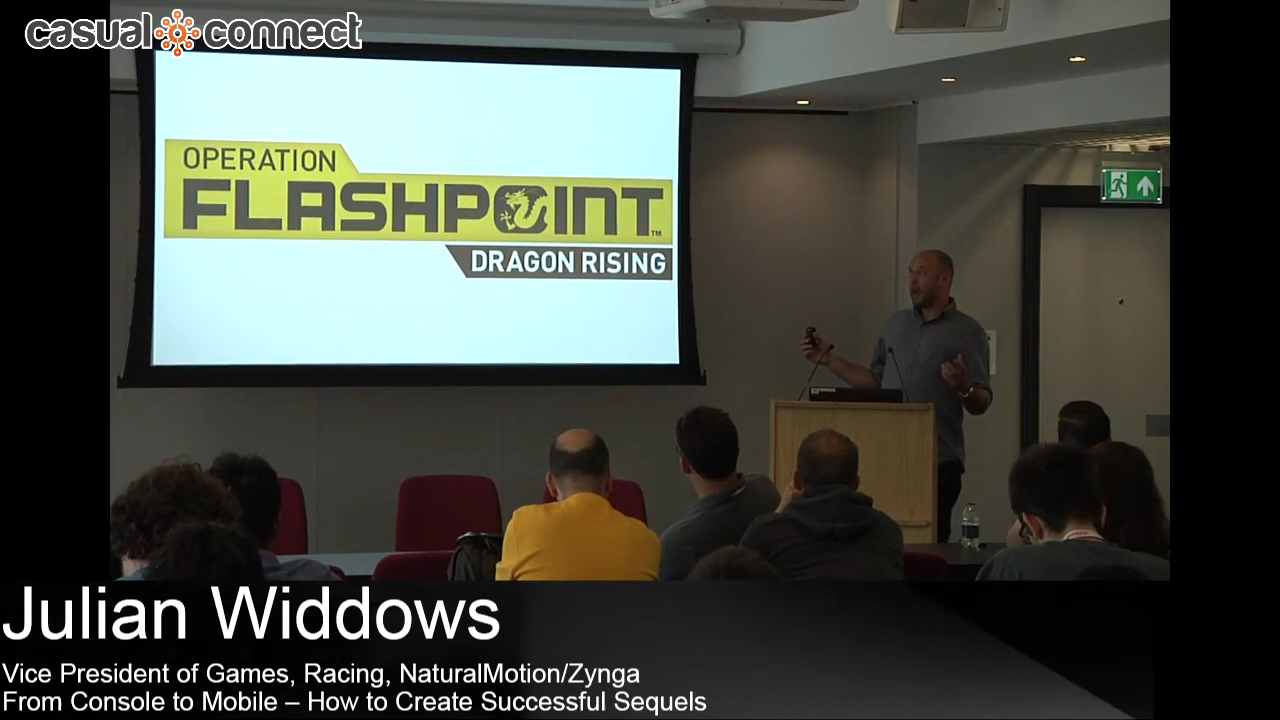 casual connect
OPERATION
FLASHPOINT™
DRAGON RISING
Julian Widdows
Vice President of Games, Racing, NaturalMotion/Zynga
From Console to Mobile – How to Create Successful Sequels